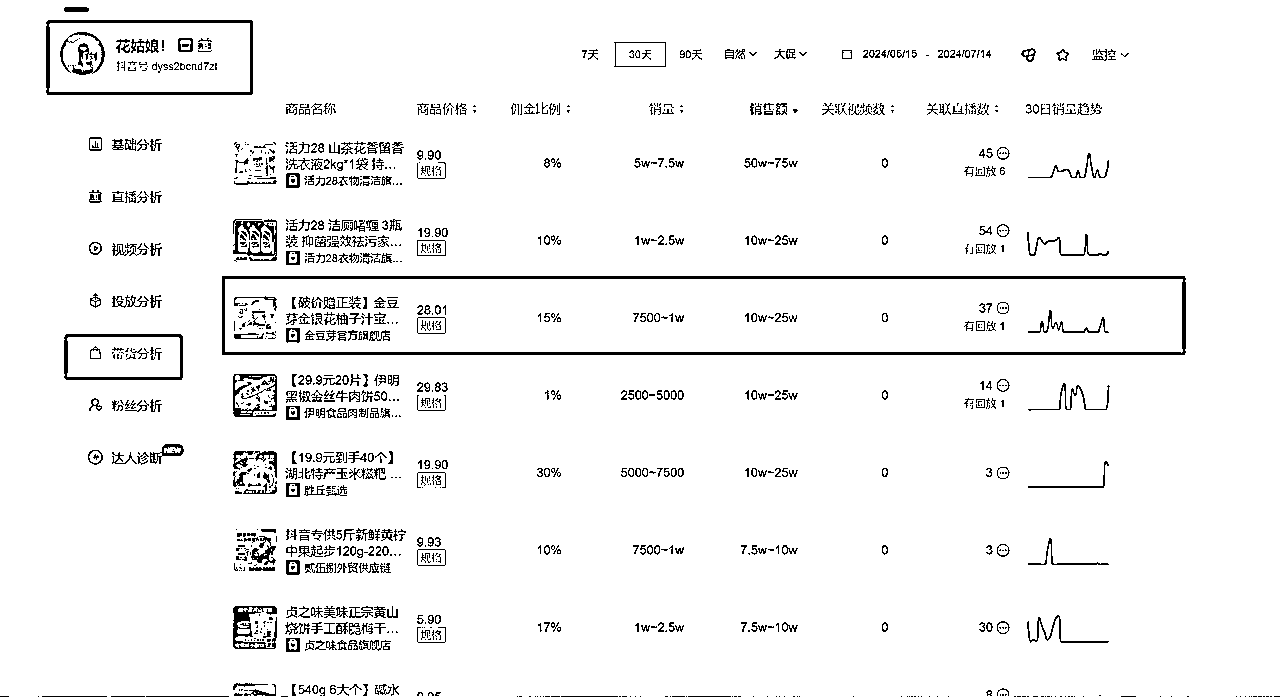 花姑娘！
抖音号 dyss2bcnd7zt
7天 30天 90天 自然 大促 2024/06/15 - 2024/07/14 监控
商品名称 商品价格 佣金比例 销量 销售额 关联视频数 关联直播数 30日销量趋势
基础分析
直播分析
视频分析
投放分析
带货分析
粉丝分析
达人诊断 NEW
活力28 山茶花香留香
洗衣液2kg*1袋 持...
活力28衣物清洁旗...
9.90
规格
8% 5w~7.5w 50w~75w 0 45
有回放 6
活力28 洁厕啫喱 3瓶
装 抑菌强效祛污家...
活力28衣物清洁旗...
19.90
规格
10% 1w~2.5w 10w~25w 0 54
有回放 1
【破价赠正装】金豆
芽金银花柚子汁宝...
金豆芽官方旗舰店
28.01
规格
15% 7500~1w 10w~25w 0 37
有回放 1
【29.9元20片】伊明
黑椒金丝牛肉饼50...
伊明食品肉制品旗...
29.83
规格
1% 2500~5000 10w~25w 0 14
有回放 1
【19.9元到手40个】
湖北特产玉米糍粑 ...
胜丘甄选
19.90
规格
30% 5000~7500 10w~25w 0 3
抖音专供5斤新鲜黄柠
中果起步120g-220...
贰伍捌外贸供应链
9.93
规格
10% 7500~1w 7.5w~10w 0 3
贞之味美味正宗黄山
烧饼手工酥脆梅干...
贞之味食品旗舰店
5.90
规格
17% 1w~2.5w 7.5w~10w 0 30
【540g 6大个】碱水